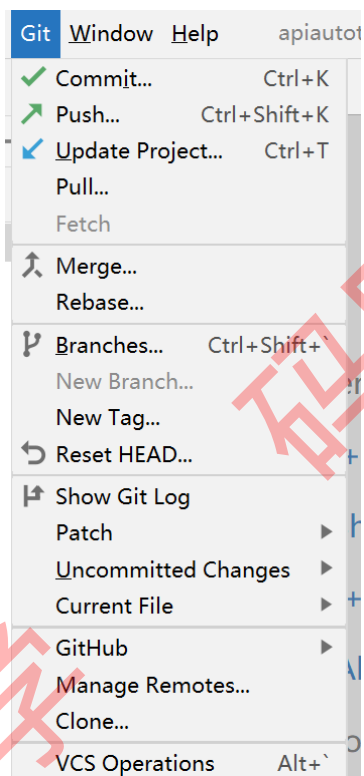 Git Window Help apiautot
Commit... Ctrl+K
Push... Ctrl+Shift+K
Update Project... Ctrl+T
Pull...
Fetch
Merge...
Rebase...
Branches... Ctrl+Shift+`
New Branch...
New Tag...
Reset HEAD...
Show Git Log
Patch
Uncommitted Changes
Current File
GitHub
Manage Remotes...
Clone...
VCS Operations Alt+`